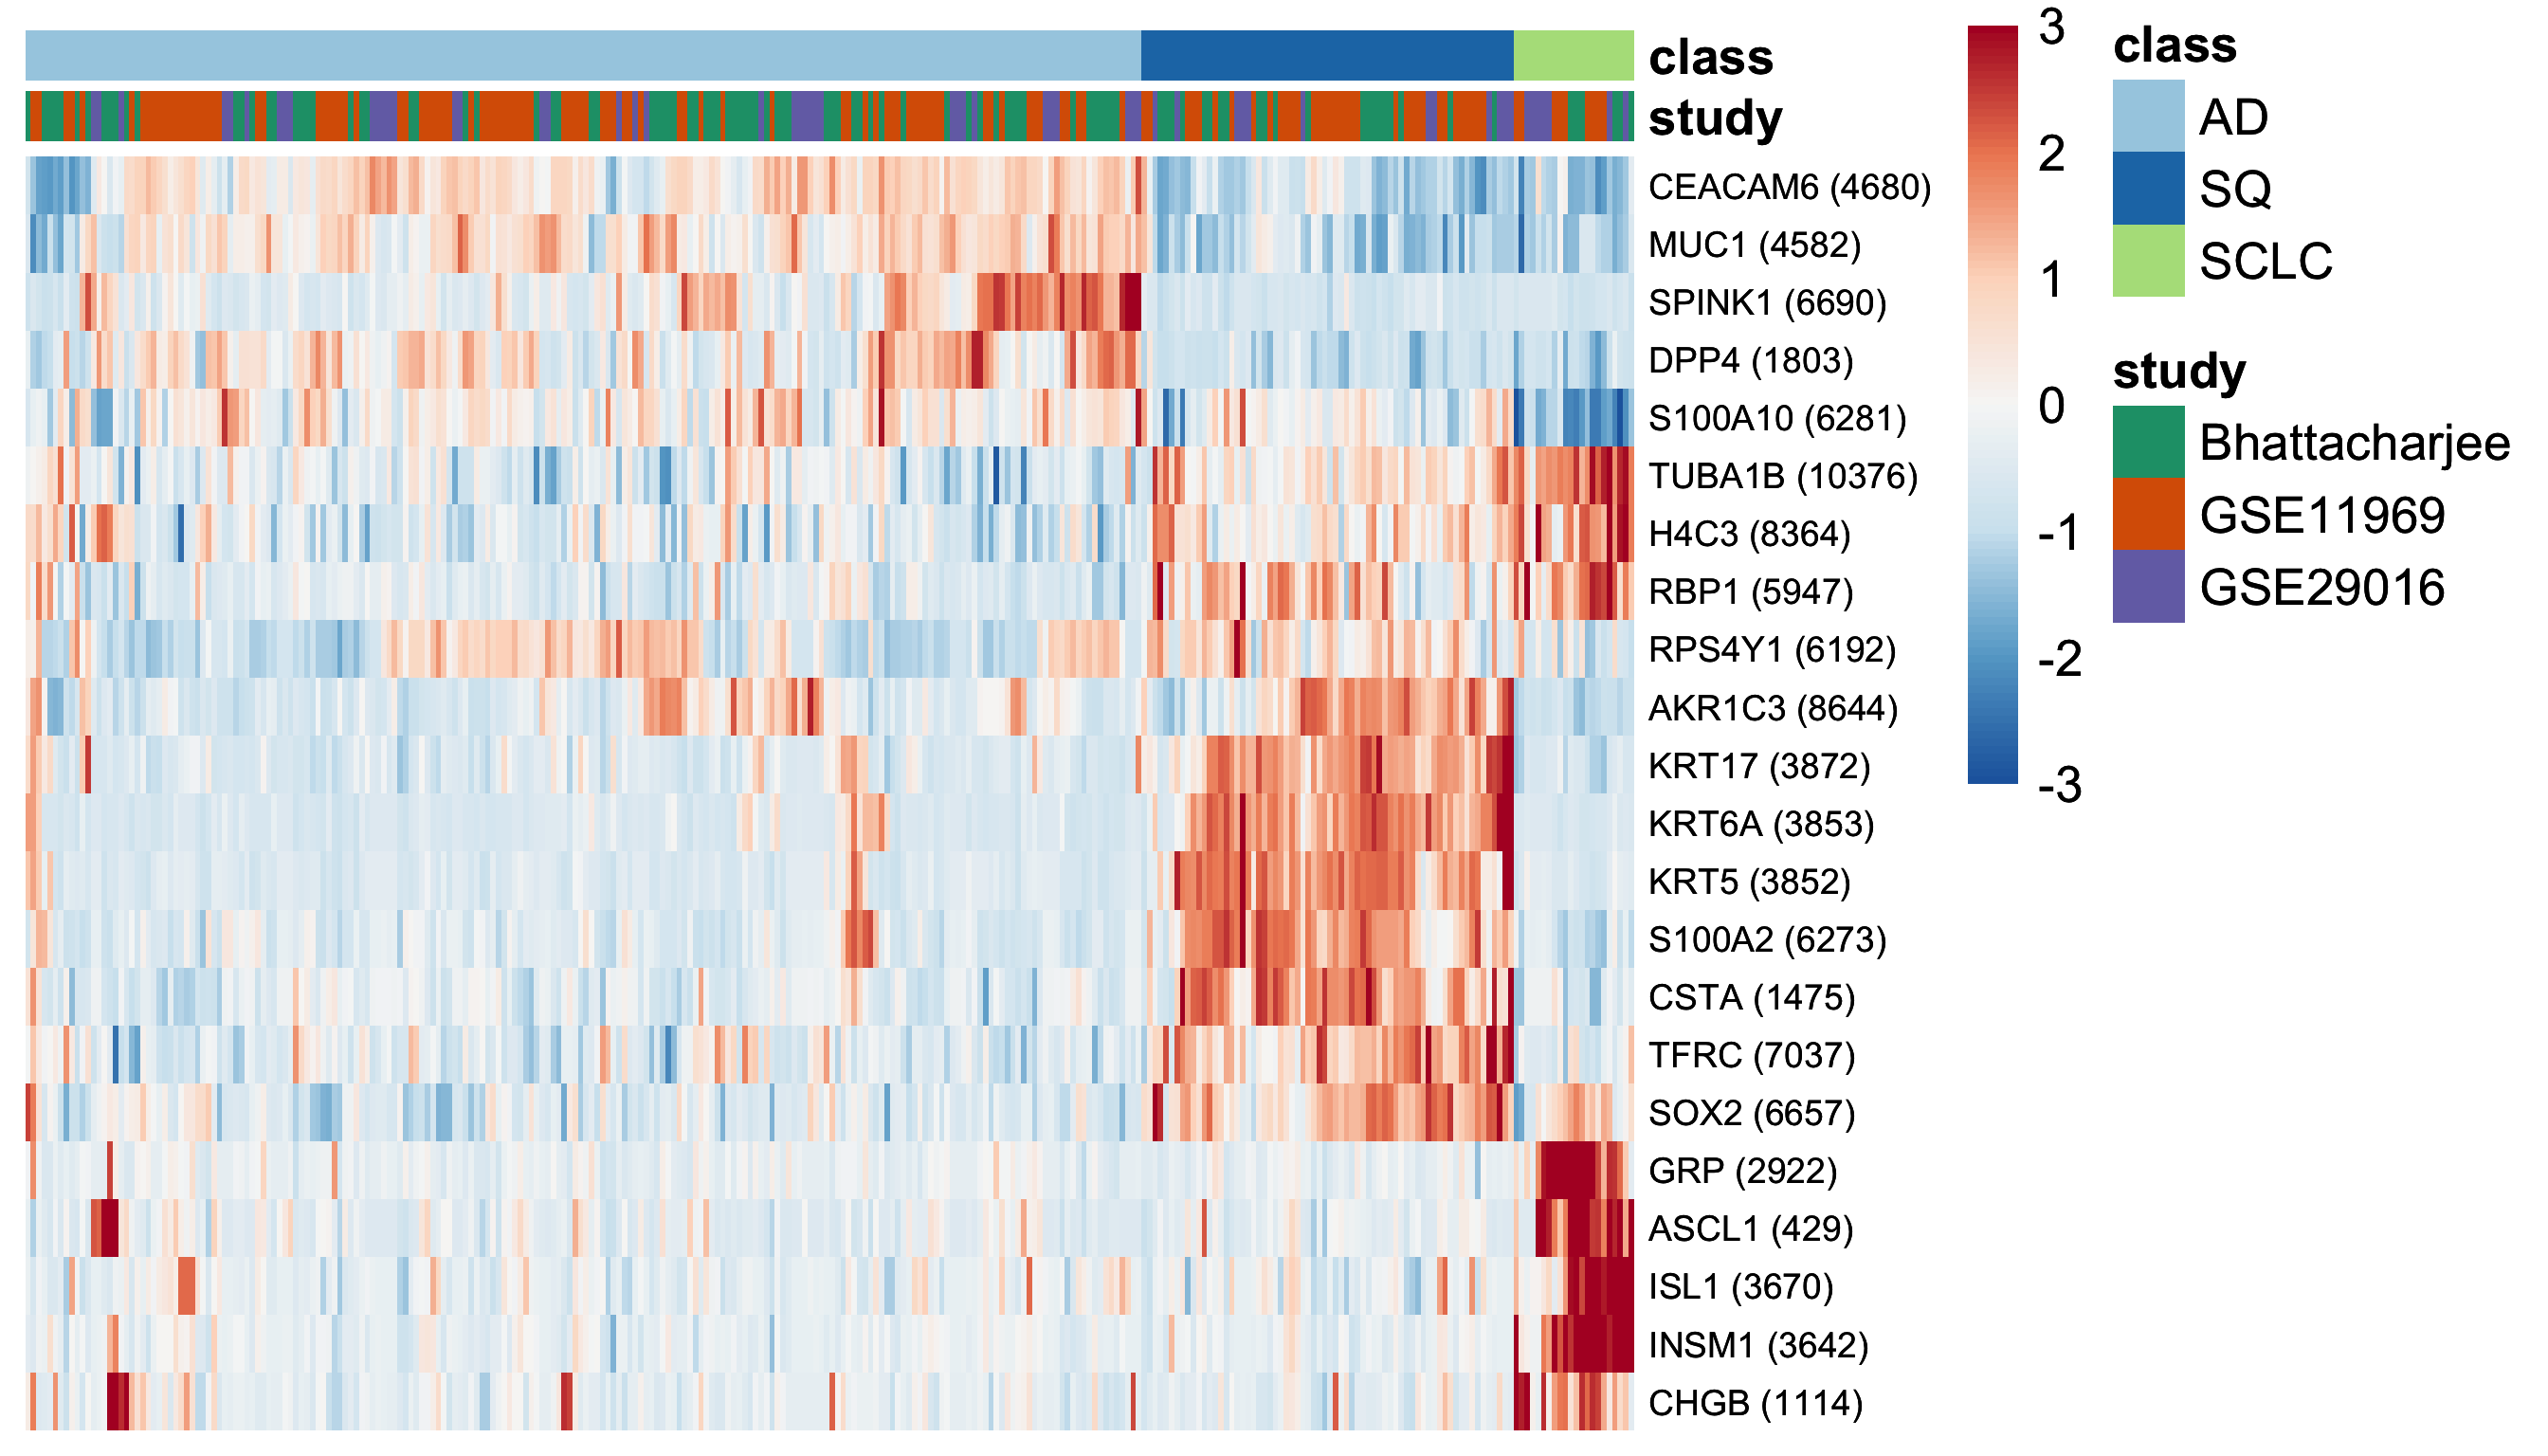 class
study
CEACAM6 (4680)
MUC1 (4582)
SPINK1 (6690)
DPP4 (1803)
S100A10 (6281)
TUBA1B (10376)
H4C3 (8364)
RBP1 (5947)
RPS4Y1 (6192)
AKR1C3 (8644)
KRT17 (3872)
KRT6A (3853)
KRT5 (3852)
S100A2 (6273)
CSTA (1475)
TFRC (7037)
SOX2 (6657)
GRP (2922)
ASCL1 (429)
ISL1 (3670)
INSM1 (3642)
CHGB (1114)
3
2
1
0
-1
-2
-3
class
AD
SQ
SCLC
study
Bhattacharjee
GSE11969
GSE29016